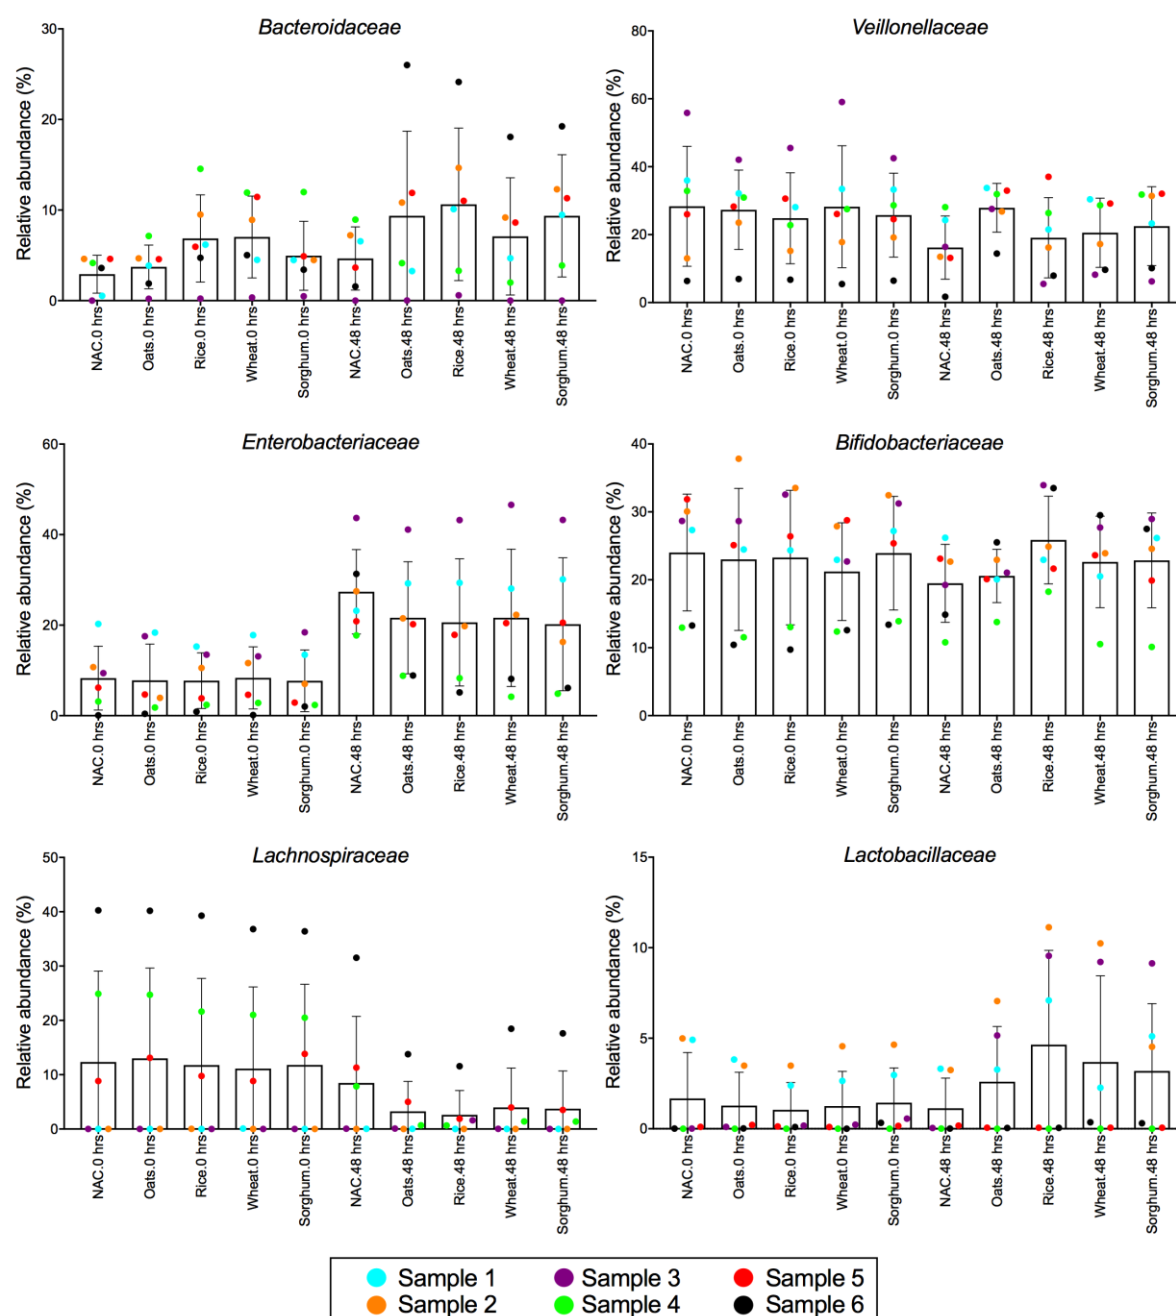 Bacteroidaceae
Relative abundance (%)
30
20
10
0
NAC.0 hrs
Oats.0 hrs
Rice.0 hrs
Wheat.0 hrs
Sorghum.0 hrs
NAC.48 hrs
Oats.48 hrs
Rice.48 hrs
Wheat.48 hrs
Sorghum.48 hrs
Veillonellaceae
Relative abundance (%)
80
60
40
20
0
NAC.0 hrs
Oats.0 hrs
Rice.0 hrs
Wheat.0 hrs
Sorghum.0 hrs
NAC.48 hrs
Oats.48 hrs
Rice.48 hrs
Wheat.48 hrs
Sorghum.48 hrs
Enterobacteriaceae
Relative abundance (%)
60
40
20
0
NAC.0 hrs
Oats.0 hrs
Rice.0 hrs
Wheat.0 hrs
Sorghum.0 hrs
NAC.48 hrs
Oats.48 hrs
Rice.48 hrs
Wheat.48 hrs
Sorghum.48 hrs
Bifidobacteriaceae
Relative abundance (%)
40
30
20
10
0
NAC.0 hrs
Oats.0 hrs
Rice.0 hrs
Wheat.0 hrs
Sorghum.0 hrs
NAC.48 hrs
Oats.48 hrs
Rice.48 hrs
Wheat.48 hrs
Sorghum.48 hrs
Lachnospiraceae
Relative abundance (%)
50
40
30
20
10
0
NAC.0 hrs
Oats.0 hrs
Rice.0 hrs
Wheat.0 hrs
Sorghum.0 hrs
NAC.48 hrs
Oats.48 hrs
Rice.48 hrs
Wheat.48 hrs
Sorghum.48 hrs
Lactobacillaceae
Relative abundance (%)
15
10
5
0
NAC.0 hrs
Oats.0 hrs
Rice.0 hrs
Wheat.0 hrs
Sorghum.0 hrs
NAC.48 hrs
Oats.48 hrs
Rice.48 hrs
Wheat.48 hrs
Sorghum.48 hrs
Sample 1 Sample 3 Sample 5
Sample 2 Sample 4 Sample 6